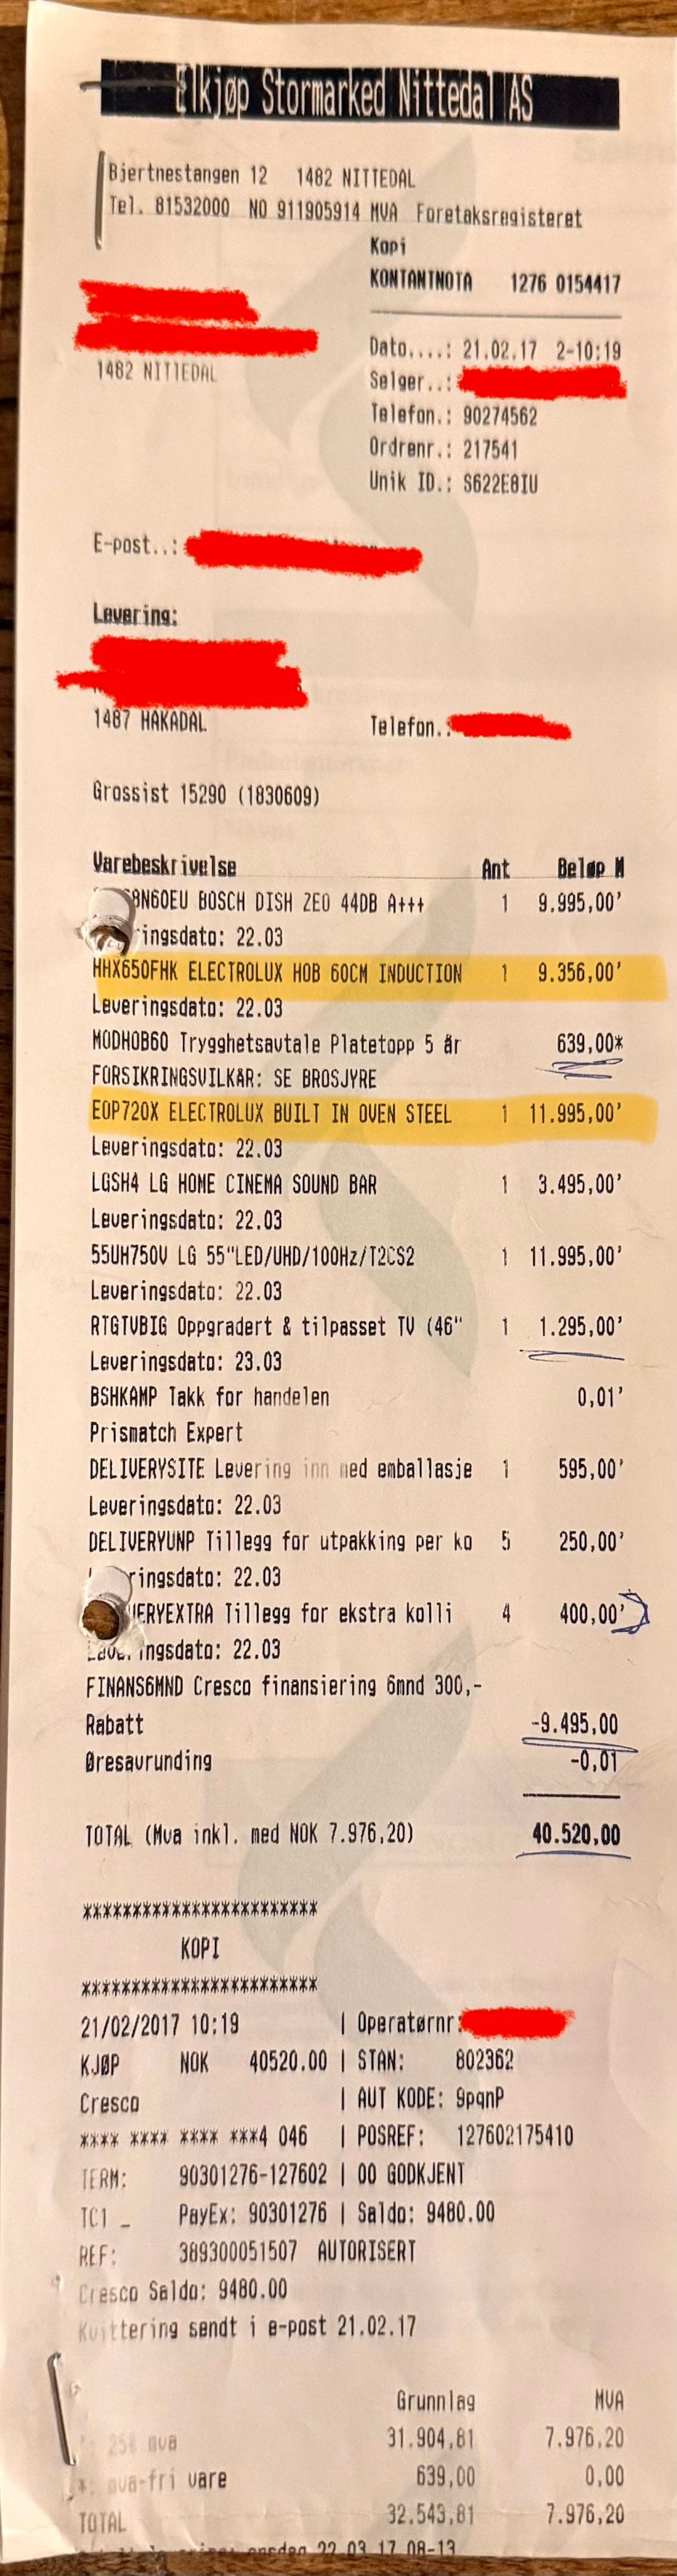 Elkjøp Stormarked Nittedal AS
Bjertnestangen 12 1482 NITTEDAL
Tel. 81532000 NO 911905914 MVA Foretaksregisteret
Kopi
KONTANTNOTA 1276 0154417
Dato....: 21.02.17 2-10:19
1482 NITTEDAL
Selger..:
Telefon.: 90274562
Ordrenr.: 217541
Unik ID.: S622E8IU
E-post..:
Levering:
1487 HAKADAL Telefon.:
Grossist 15290 (1830609)
Varebeskrivelse Ant Beløp M
8N60EU BOSCH DISH ZEO 44DB A+++ 1 9.995,00'
ingsdato: 22.03
HHX650FHK ELECTROLUX HOB 60CM INDUCTION 1 9.356,00'
Leveringsdato: 22.03
MODHOB60 Trygghetsavtale Platetopp 5 år 639,00*
FORSIKRINGSVILKÅR: SE BROSJYRE
EOP720X ELECTROLUX BUILT IN OVEN STEEL 1 11.995,00'
Leveringsdato: 22.03
LGSH4 LG HOME CINEMA SOUND BAR 1 3.495,00'
Leveringsdato: 22.03
55UH750V LG 55"LED/UHD/100Hz/T2CS2 1 11.995,00'
Leveringsdato: 22.03
RTGTVBIG Oppgradert & tilpasset TV (46" 1 1.295,00'
Leveringsdato: 23.03
BSHKAMP Takk for handelen 0,01'
Prismatch Expert
DELIVERYSITE Levering inn med emballasje 1 595,00'
Leveringsdato: 22.03
DELIVERYUNP Tillegg for utpakking per ko 5 250,00'
ringsdato: 22.03
VERYEXTRA Tillegg for ekstra kolli 4 400,00'
Leveringsdato: 22.03
FINANS6MND Cresco finansiering 6mnd 300,-
Rabatt -9.495,00
Øresavrunding -0,01
TOTAL (Mva inkl. med NOK 7.976,20) 40.520,00
************************
KOPI
************************
21/02/2017 10:19 | Operatørnr:
KJØP NOK 40520.00 | STAN: 802362
Cresco | AUT KODE: 9pqnP
**** **** **** ***4 046 | POSREF: 127602175410
TERM: 90301276-127602 | 00 GODKJENT
TC1 _ PayEx: 90301276 | Saldo: 9480.00
REF: 389300051507 AUTORISERT
Cresco Saldo: 9480.00
Kvittering sendt i e-post 21.02.17
Grunnlag MVA
': 25% mva 31.904,81 7.976,20
*: mva-fri vare 639,00 0,00
TOTAL 32.543,81 7.976,20
22.03.17 08-13